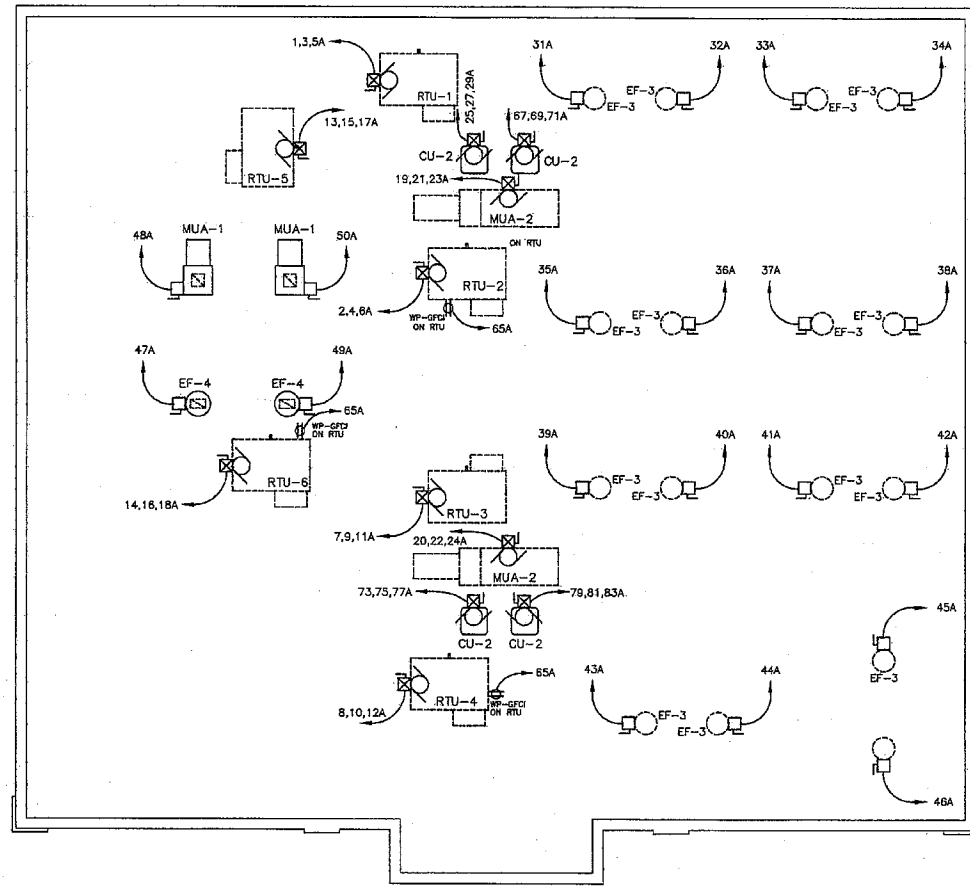 1,3,5A
RTU-1
25,27,29A
67,69,71A
31A
EF-3
EF-3
32A
33A
EF-3
EF-3
34A
13,15,17A
RTU-5
CU-2
CU-2
19,21,23A
MUA-2
48A
MUA-1
MUA-1
50A
ON RTU
RTU-2
2,4,6A
WP-GFCI
ON RTU
65A
35A
EF-3
EF-3
36A
37A
EF-3
EF-3
38A
47A
EF-4
EF-4
49A
65A
WP-GFCI
ON RTU
RTU-6
14,16,18A
39A
EF-3
EF-3
40A
41A
EF-3
EF-3
42A
RTU-3
7,9,11A
20,22,24A
MUA-2
73,75,77A
79,81,83A
CU-2
CU-2
45A
EF-3
RTU-4
65A
WP-GFCI
ON RTU
8,10,12A
43A
EF-3
EF-3
44A
46A